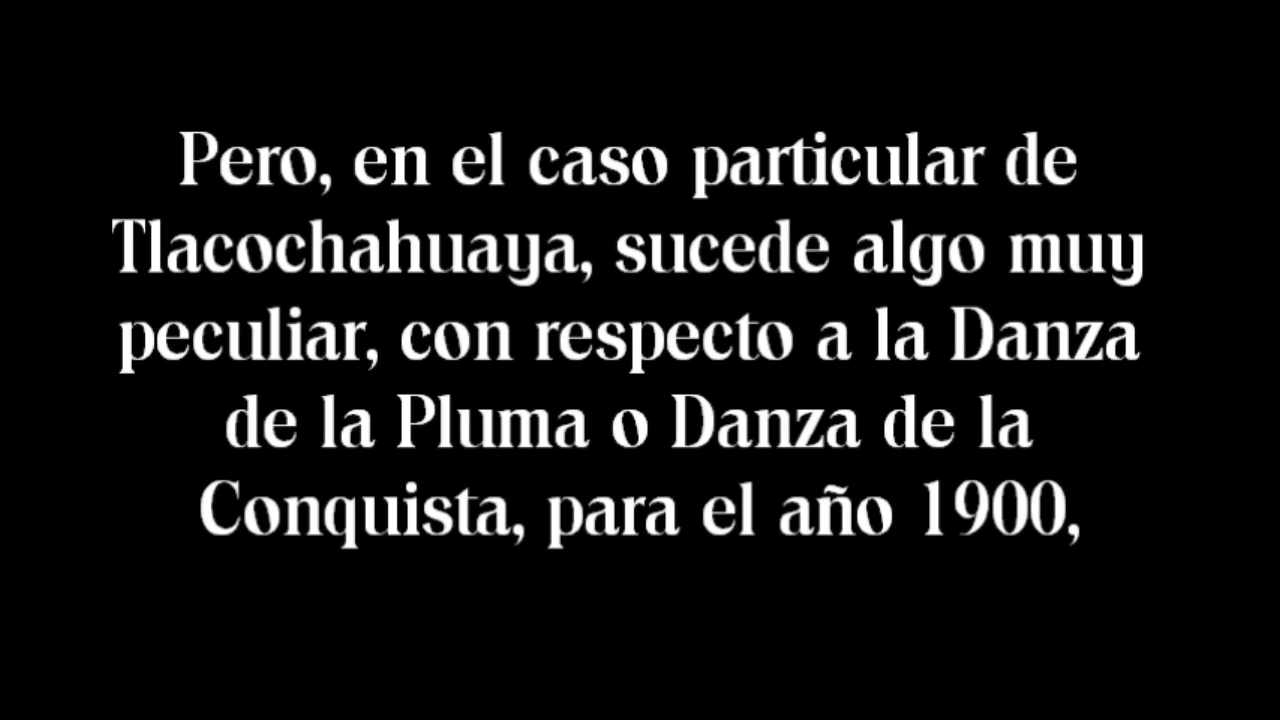 Pero, en el caso particular de
Tlacochahuaya, sucede algo muy
peculiar, con respecto a la Danza
de la Pluma o Danza de la
Conquista, para el año 1900,